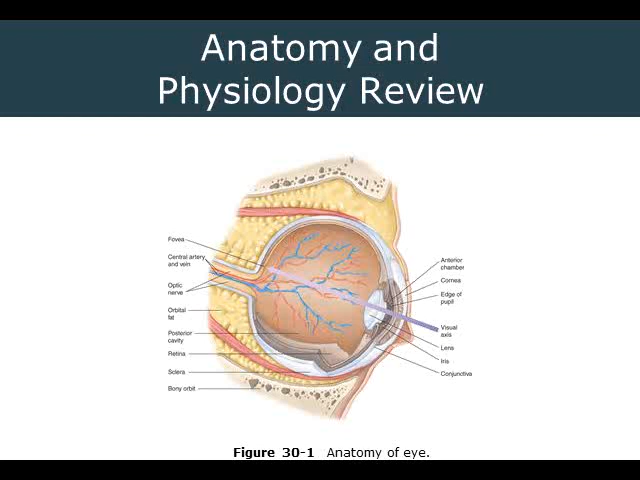 Anatomy and
Physiology Review
Fovea
Central artery
and vein
Optic
nerve
Orbital
fat
Posterior
cavity
Retina
Sclera
Bony orbit
Anterior
chamber
Cornea
Edge of
pupil
Visual
axis
Lens
Iris
Conjunctiva
Figure 30-1 Anatomy of eye.